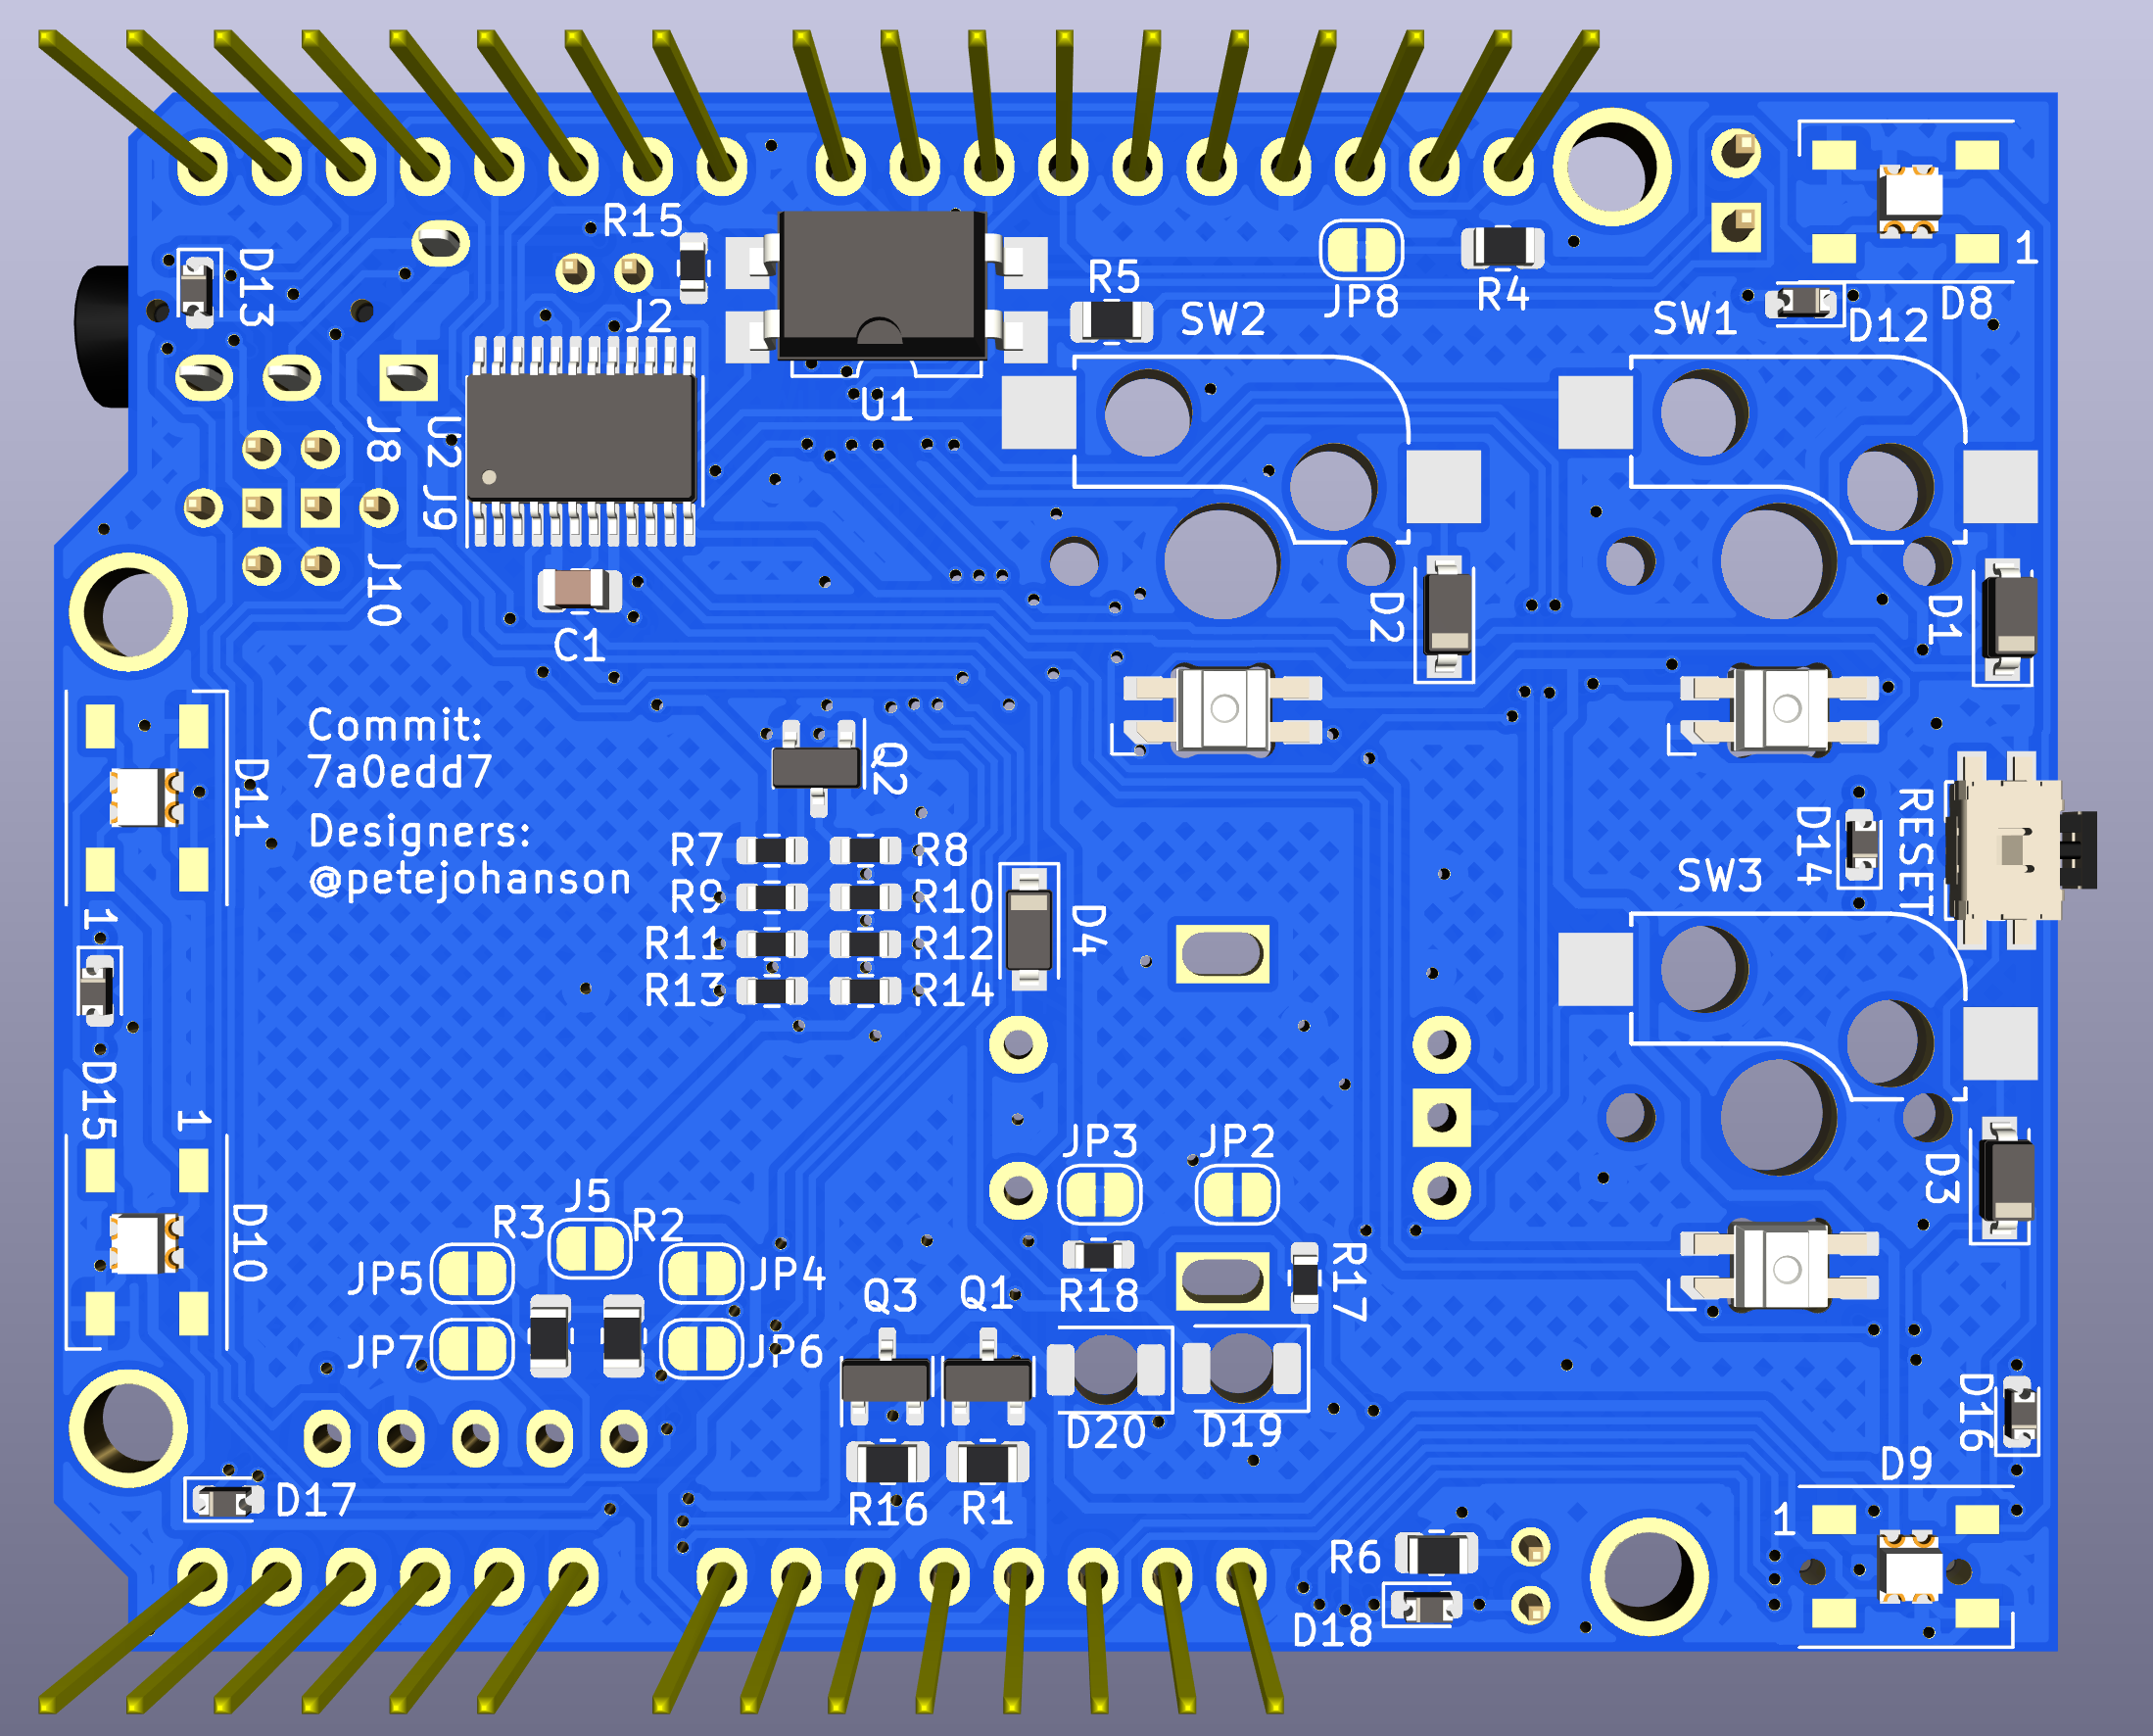 R15
D13
J2
R5
SW2
JP8
R4
SW1
D12
D8
1
U1
J8
U2
J9
J10
C1
D2
D1
Commit:
7a0edd7
Designers:
@petejohanson
D11
1
Q2
R7
R8
R9
R10
R11
R12
R13
R14
D4
SW3
D14
RESET
D15
1
D10
D3
JP3
JP2
J5
R3
R2
JP5
JP4
JP7
JP6
Q3
Q1
R18
R17
D20
D19
D16
D9
1
D17
R16
R1
R6
D18